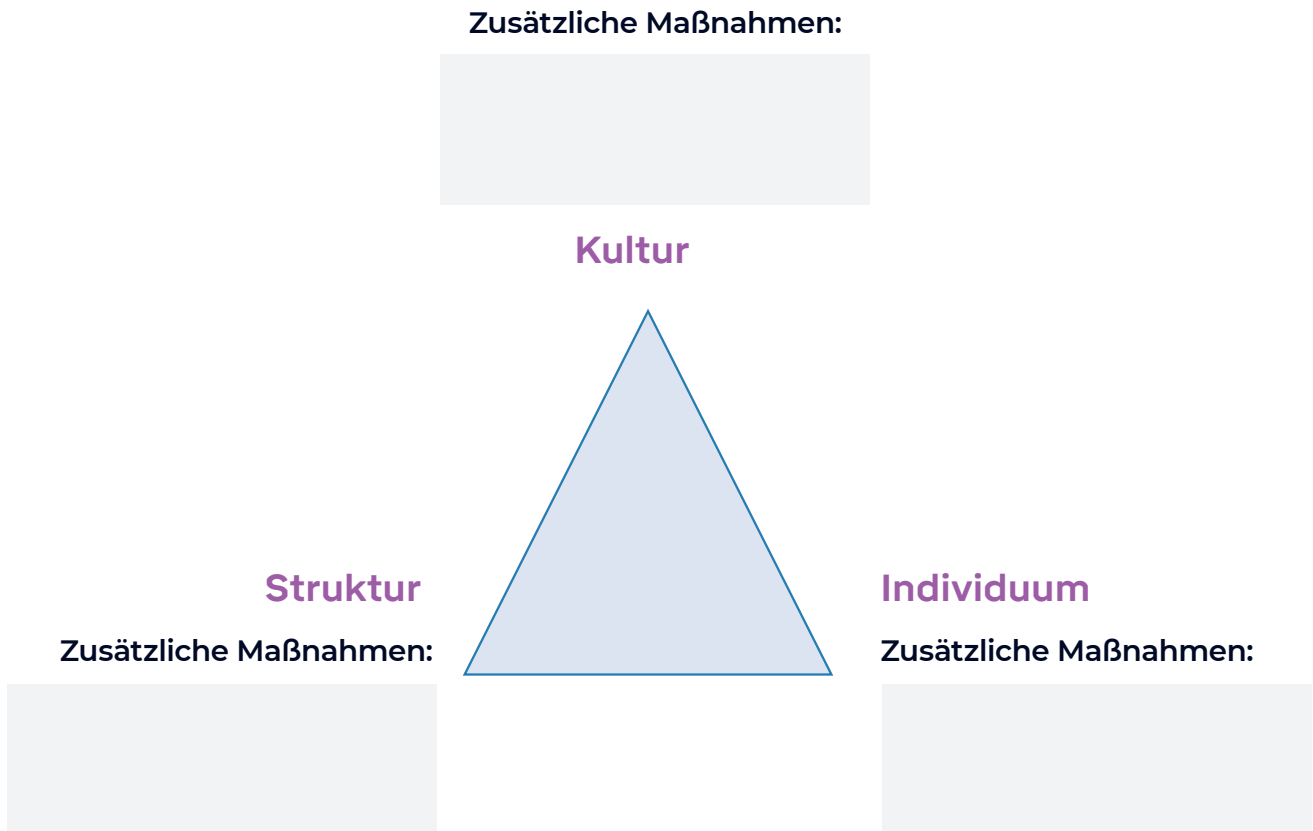 Zusätzliche Maßnahmen:
Kultur
Struktur
Individuum
Zusätzliche Maßnahmen:
Zusätzliche Maßnahmen: